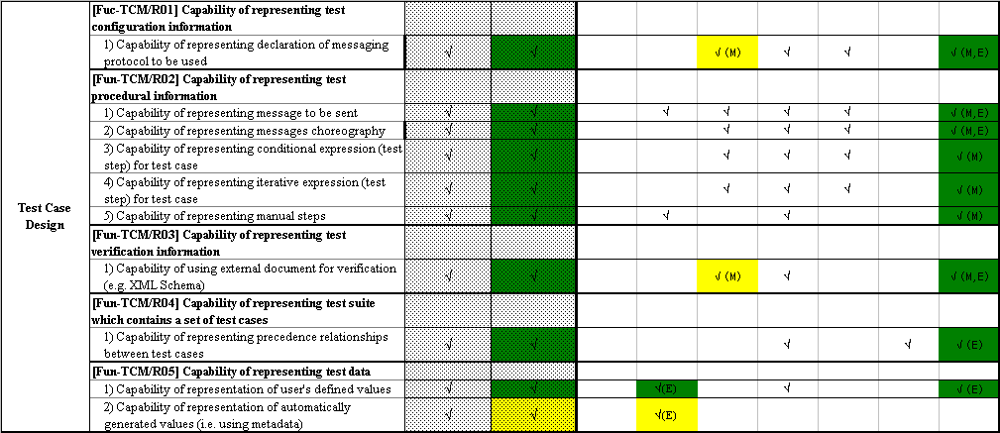 Test Case
Design
[Fuc-TCM/R01] Capability of representing test
configuration information
1) Capability of representing declaration of messaging
protocol to be used
√ √ √(M) √ √ √(M,E)
[Fun-TCM/R02] Capability of representing test
procedural information
1) Capability of representing message to be sent √ √ √ √ √ √ √(M,E)
2) Capability of representing messages choreography √ √ √ √ √ √(M,E)
3) Capability of representing conditional expression (test
step) for test case
√ √ √ √ √ √(M)
4) Capability of representing iterative expression (test
step) for test case
√ √ √ √ √ √(M)
5) Capability of representing manual steps √ √ √ √ √(M)
[Fun-TCM/R03] Capability of representing test
verification information
1) Capability of using external document for verification
(e.g. XML Schema)
√ √ √(M) √ √(M,E)
[Fun-TCM/R04] Capability of representing test suite
which contains a set of test cases
1) Capability of representing precedence relationships
between test cases
√ √ √ √ √(E)
[Fun-TCM/R05] Capability of representing test data
1) Capability of representation of user's defined values √ √ √(E) √ √(E)
2) Capability of representation of automatically
generated values (i.e. using metadata)
√ √ √(E)